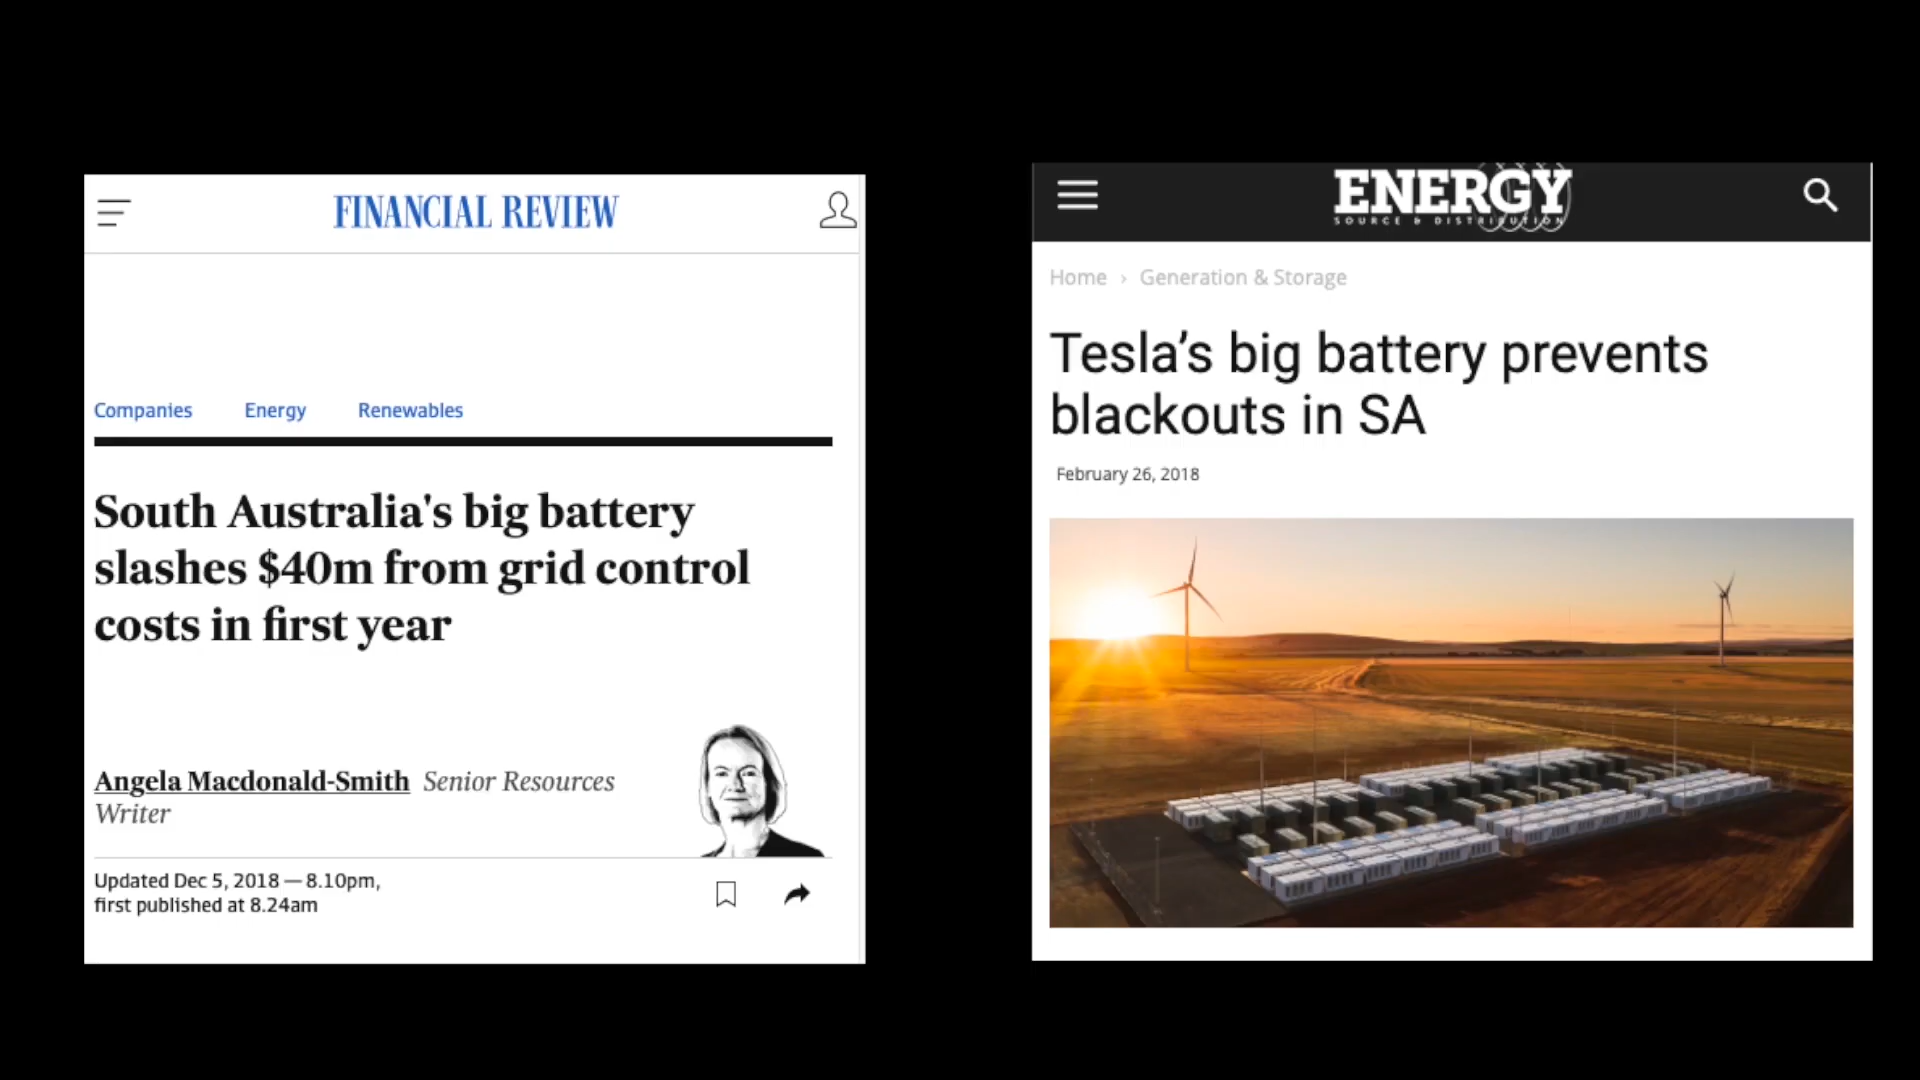 FINANCIAL REVIEW
Companies Energy Renewables
South Australia's big battery
slashes $40m from grid control
costs in first year
Angela Macdonald-Smith Senior Resources
Writer
Updated Dec 5, 2018 — 8.10pm,
first published at 8.24am
ENERGY
SOURCE & DISTRIBUTION
Home › Generation & Storage
Tesla’s big battery prevents
blackouts in SA
February 26, 2018